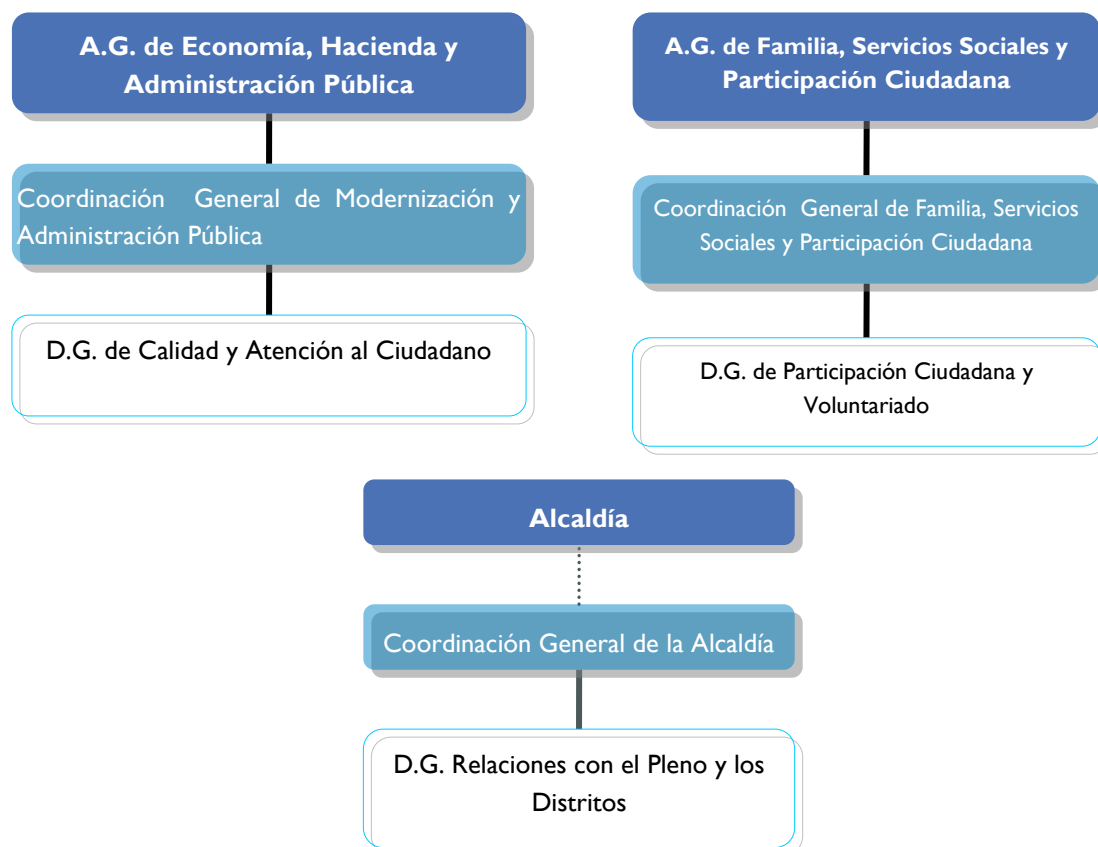 A.G. de Economía, Hacienda y
Administración Pública
Coordinación General de Modernización y
Administración Pública
D.G. de Calidad y Atención al Ciudadano
A.G. de Familia, Servicios Sociales y
Participación Ciudadana
Coordinación General de Familia, Servicios
Sociales y Participación Ciudadana
D.G. de Participación Ciudadana y
Voluntariado
Alcaldía
Coordinación General de la Alcaldía
D.G. Relaciones con el Pleno y los
Distritos